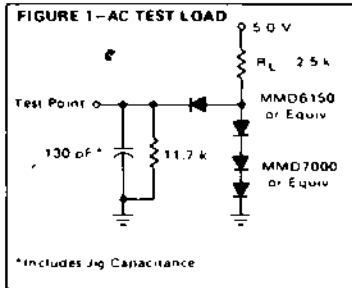 FIGURE 1-AC TEST LOAD
5.0 V
RL 2.5 k
Test Point
MMD6150
or Equiv
130 pF*
11.7 k
MMD7000
or Equiv
*Includes Jig Capacitance